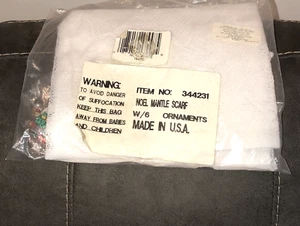 WARNING:
TO AVOID DANGER
OF SUFFOCATION
KEEP THIS BAG
AWAY FROM BABIES
AND CHILDREN
ITEM NO: 344231
NOEL MANTLE SCARF
W/6 ORNAMENTS
MADE IN U.S.A.